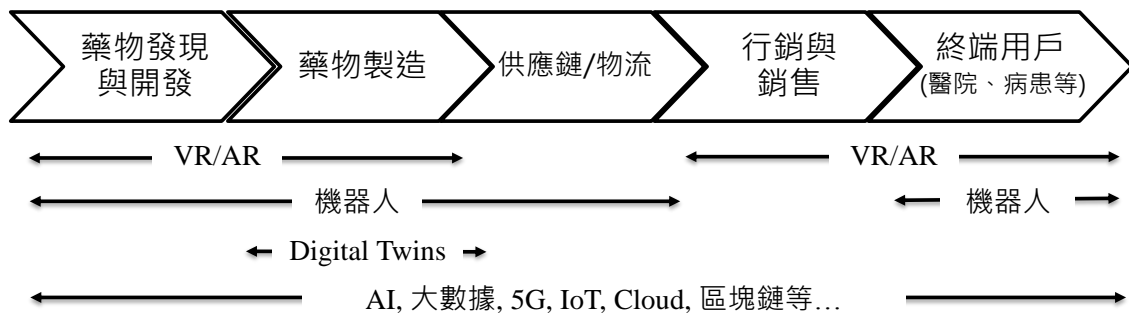 藥物發現
與開發
藥物製造
供應鏈/物流
行銷與
銷售
終端用戶
(醫院、病患等)
VR/AR
VR/AR
機器人
機器人
Digital Twins
AI, 大數據, 5G, IoT, Cloud, 區塊鏈等…